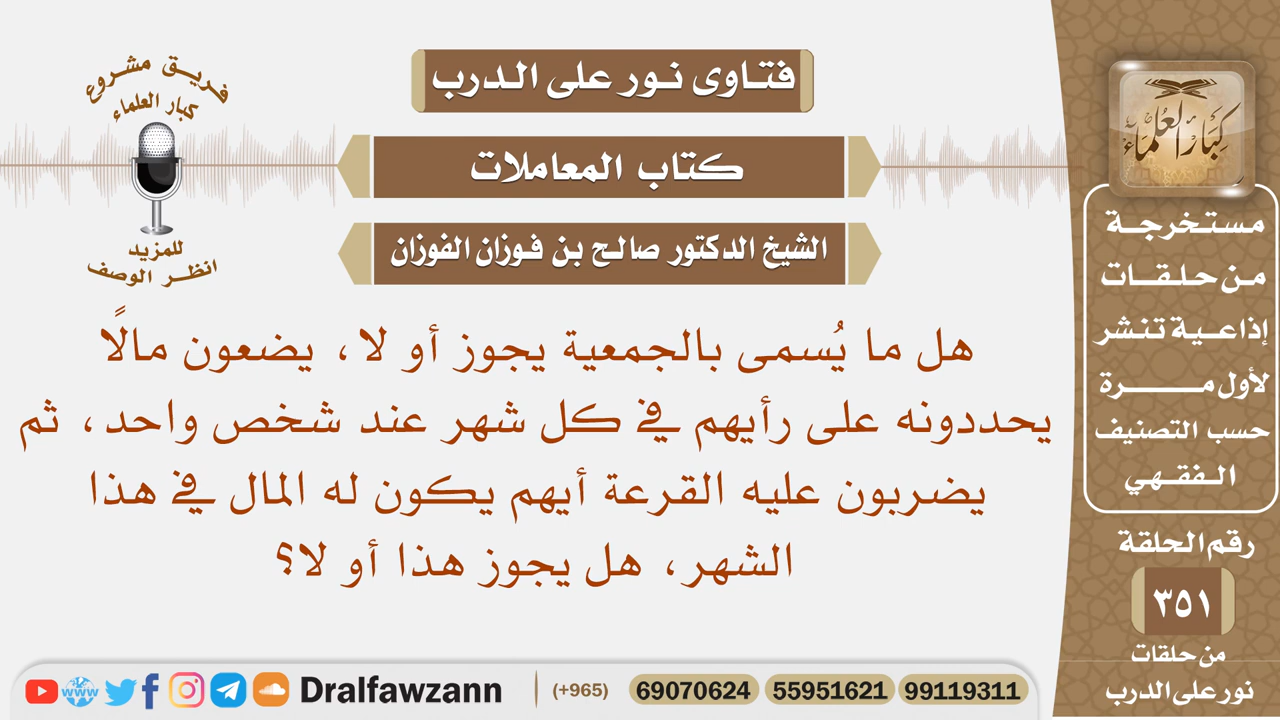 فتاوى نور على الدرب
كتاب المعاملات
الشيخ الدكتور صالح بن فوزان الفوزان
هل ما يُسمى بالجمعية يجوز أو لا، يضعون مالًا
يحددونه على رأيهم في كل شهر عند شخص واحد، ثم
يضربون عليه القرعة أيهم يكون له المال في هذا
الشهر، هل يجوز هذا أو لا؟
كبار العلماء
مستخرجة
من حلقات
إذاعية تنشر
لأول مرة
حسب التصنيف
الفقهي
رقم الحلقة
٣٥١
من حلقات
نور على الدرب
فريق مشروع
كبار العلماء
للمزيد
انظر الوصف
www
Dralfawzann
(+965)
69070624
55951621
99119311